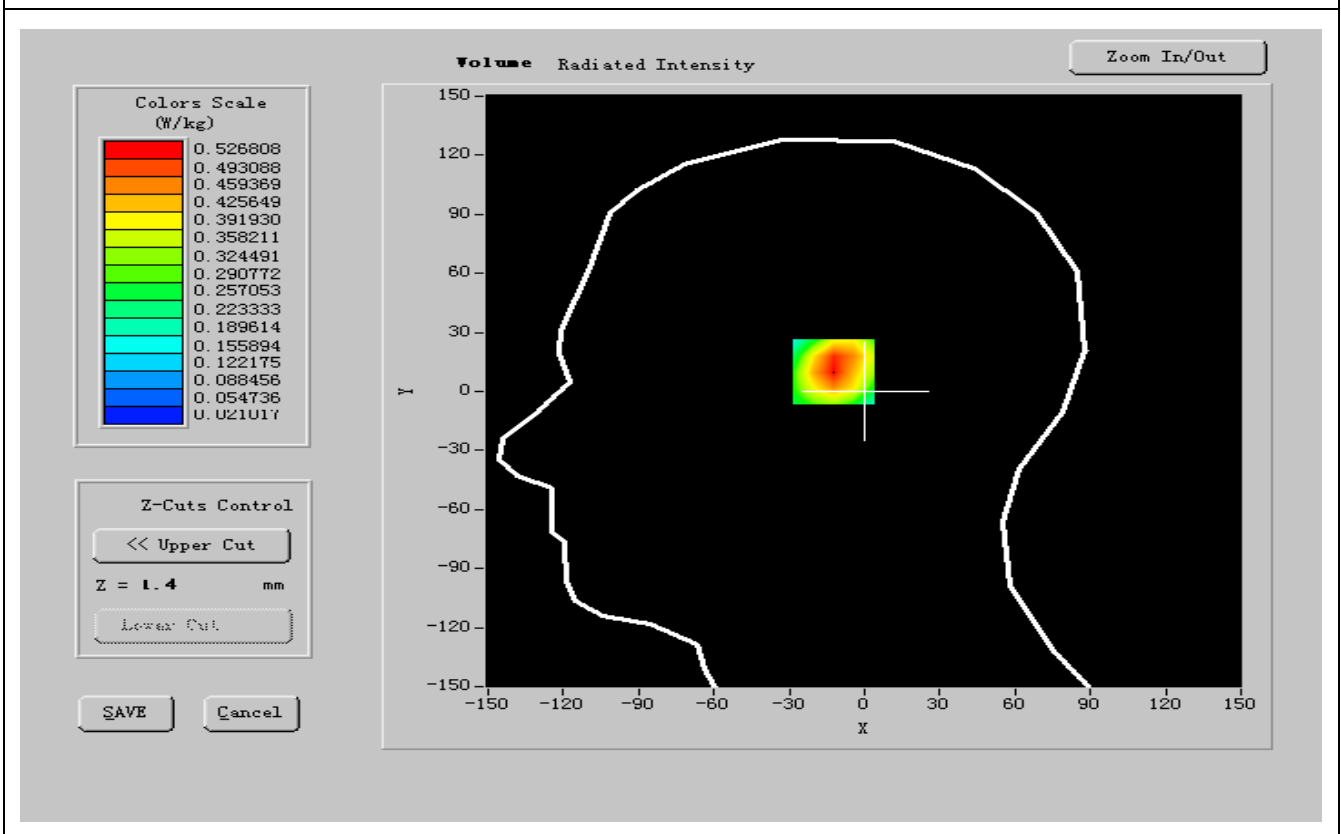 Volume Radiated Intensity
Zoom In/Out
Colors Scale
(W/kg)
0.526808
0.493088
0.459369
0.425649
0.391930
0.358211
0.324491
0.290772
0.257053
0.223333
0.189614
0.155894
0.122175
0.088456
0.054736
0.021017
Z-Cuts Control
<< Upper Cut
Z = 1.4 mm
Lower Cut
SAVE
Cancel
150
120
90
60
30
0
-30
-60
-90
-120
-150
Y
-150 -120 -90 -60 -30 0 30 60 90 120 150
X